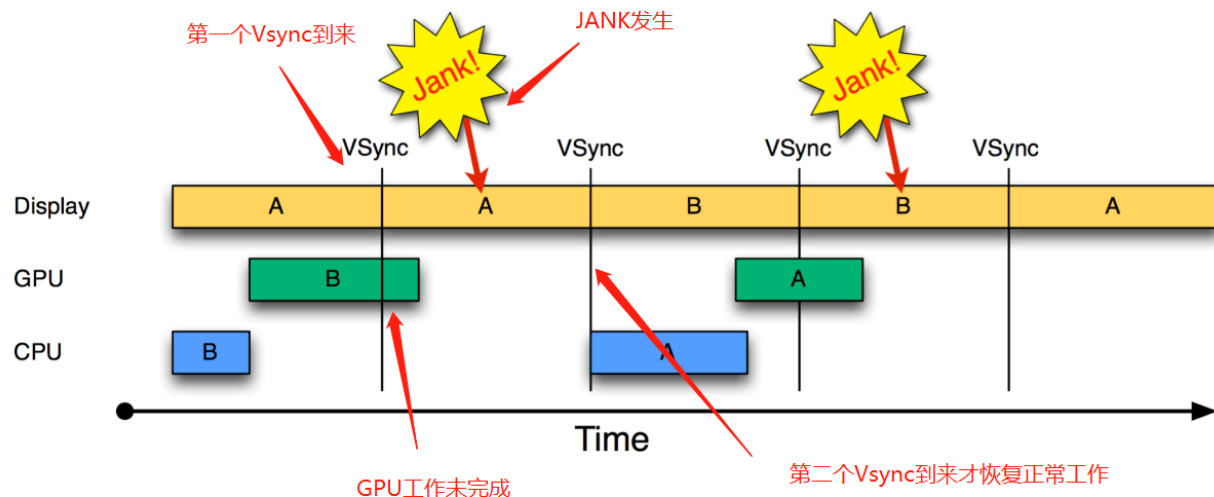 第一个Vsync到来
JANK发生
Jank!
Jank!
VSync
VSync
VSync
VSync
Display
A
A
B
B
A
GPU
B
A
CPU
B
A
Time
GPU工作未完成
第二个Vsync到来才恢复正常工作